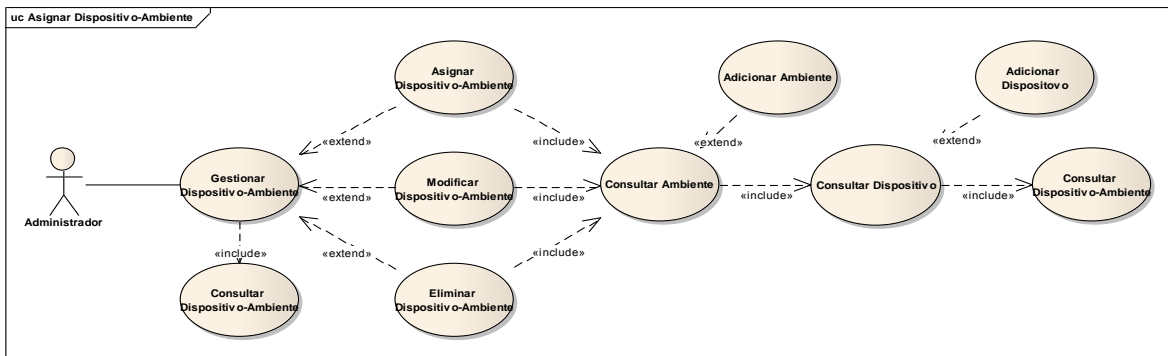 uc Asignar Dispositivo-Ambiente
Asignar
Dispositivo-Ambiente
Adicionar Ambiente
Adicionar
Dispositovo
«extend»
«include»
«extend»
«extend»
Administrador
Gestionar
Dispositivo-Ambiente
«extend»
Modificar
Dispositivo-Ambiente
«include»
Consultar Ambiente
«include»
Consultar Dispositivo
«include»
Consultar
Dispositivo-Ambiente
«include»
«extend»
«include»
Consultar
Dispositivo-Ambiente
Eliminar
Dispositivo-Ambiente